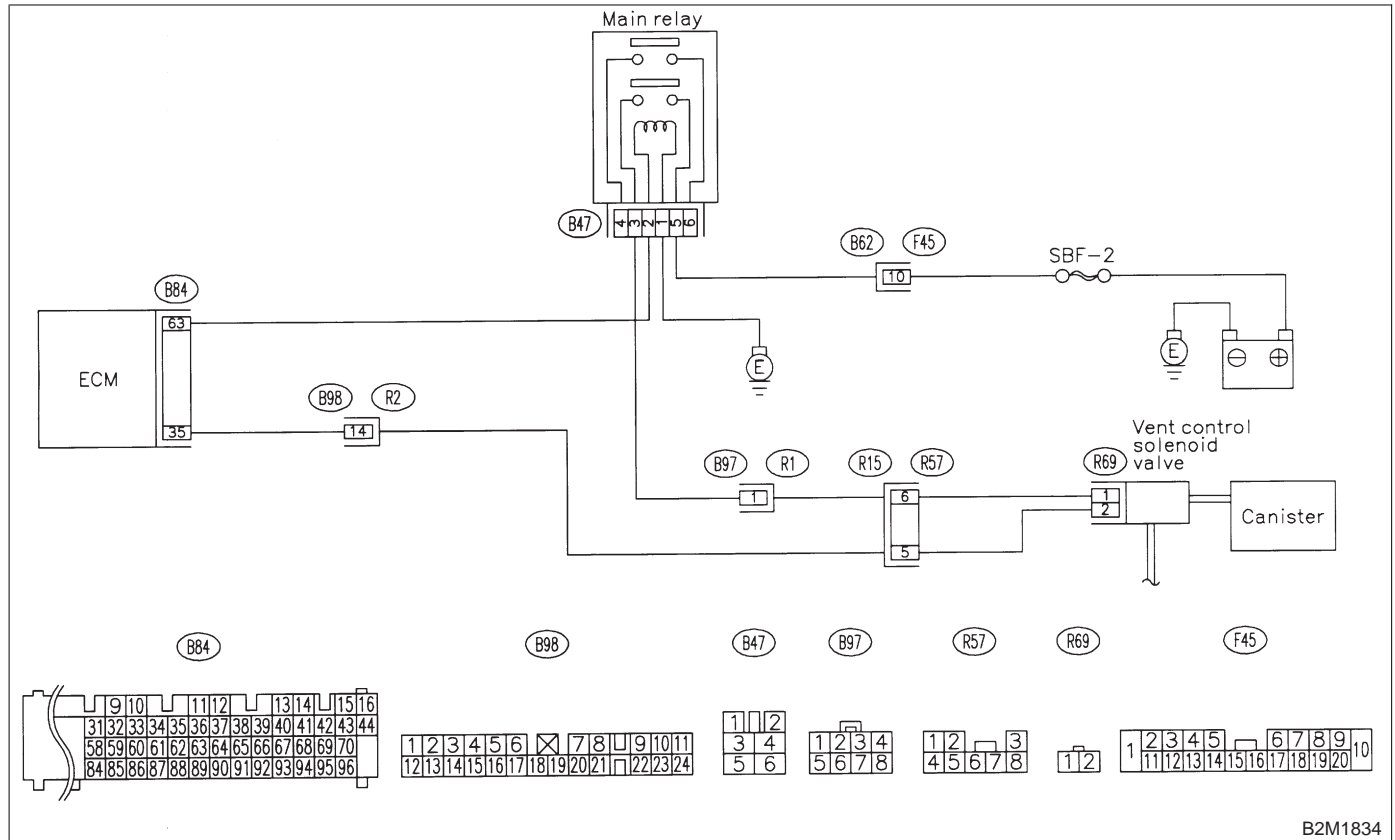 Main relay
B47
4 3 2 1 5 6
B62 F45
10
SBF-2
E
B84
63
ECM
35
B98 R2
14
E
B97 R1
1
R15 R57
6
5
R69
1
2
Vent control
solenoid
valve
Canister
B84
9 10 11 12 13 14 15 16
31 32 33 34 35 36 37 38 39 40 41 42 43 44
58 59 60 61 62 63 64 65 66 67 68 69 70
84 85 86 87 88 89 90 91 92 93 94 95 96
B98
1 2 3 4 5 6 7 8 9 10 11
12 13 14 15 16 17 18 19 20 21 22 23 24
B47
1 2
3 4
5 6
B97
1 2 3 4
5 6 7 8
R57
1 2 3
4 5 6 7 8
R69
1 2
F45
1 2 3 4 5 6 7 8 9 10
11 12 13 14 15 16 17 18 19 20
B2M1834